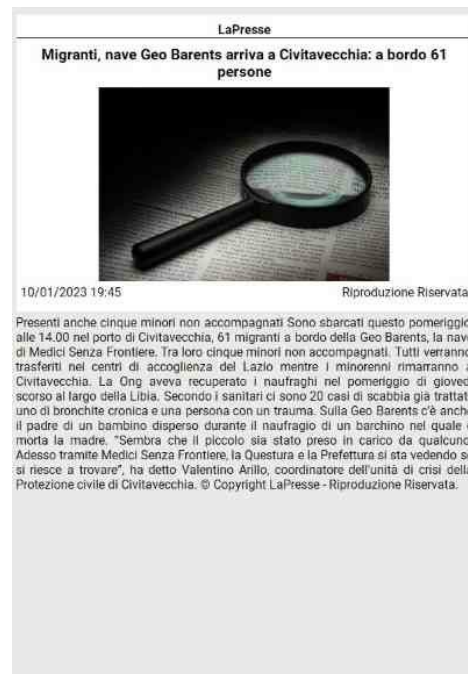 LaPresse
Migranti, nave Geo Barents arriva a Civitavecchia: a bordo 61
persone
10/01/2023 19:45 Riproduzione Riservata
Presenti anche cinque minori non accompagnati Sono sbarcati questo pomeriggio
alle 14.00 nel porto di Civitavecchia, 61 migranti a bordo della Geo Barents, la nave
di Medici Senza Frontiere. Tra loro cinque minori non accompagnati. Tutti verranno
trasferiti nei centri di accoglienza del Lazio mentre i minorenni rimarranno a
Civitavecchia. La Ong aveva recuperato i naufraghi nel pomeriggio di giovedì
scorso al largo della Libia. Secondo i sanitari ci sono 20 casi di scabbia già trattati,
uno di bronchite cronica e una persona con un trauma. Sulla Geo Barents c'è anche
il padre di un bambino disperso durante il naufragio di un barchino nel quale è
morta la madre. “Sembra che il piccolo sia stato preso in carico da qualcuno.
Adesso tramite Medici Senza Frontiere, la Questura e la Prefettura si sta vedendo se
si riesce a trovare”, ha detto Valentino Arillo, coordinatore dell'unità di crisi della
Protezione civile di Civitavecchia. © Copyright LaPresse - Riproduzione Riservata.